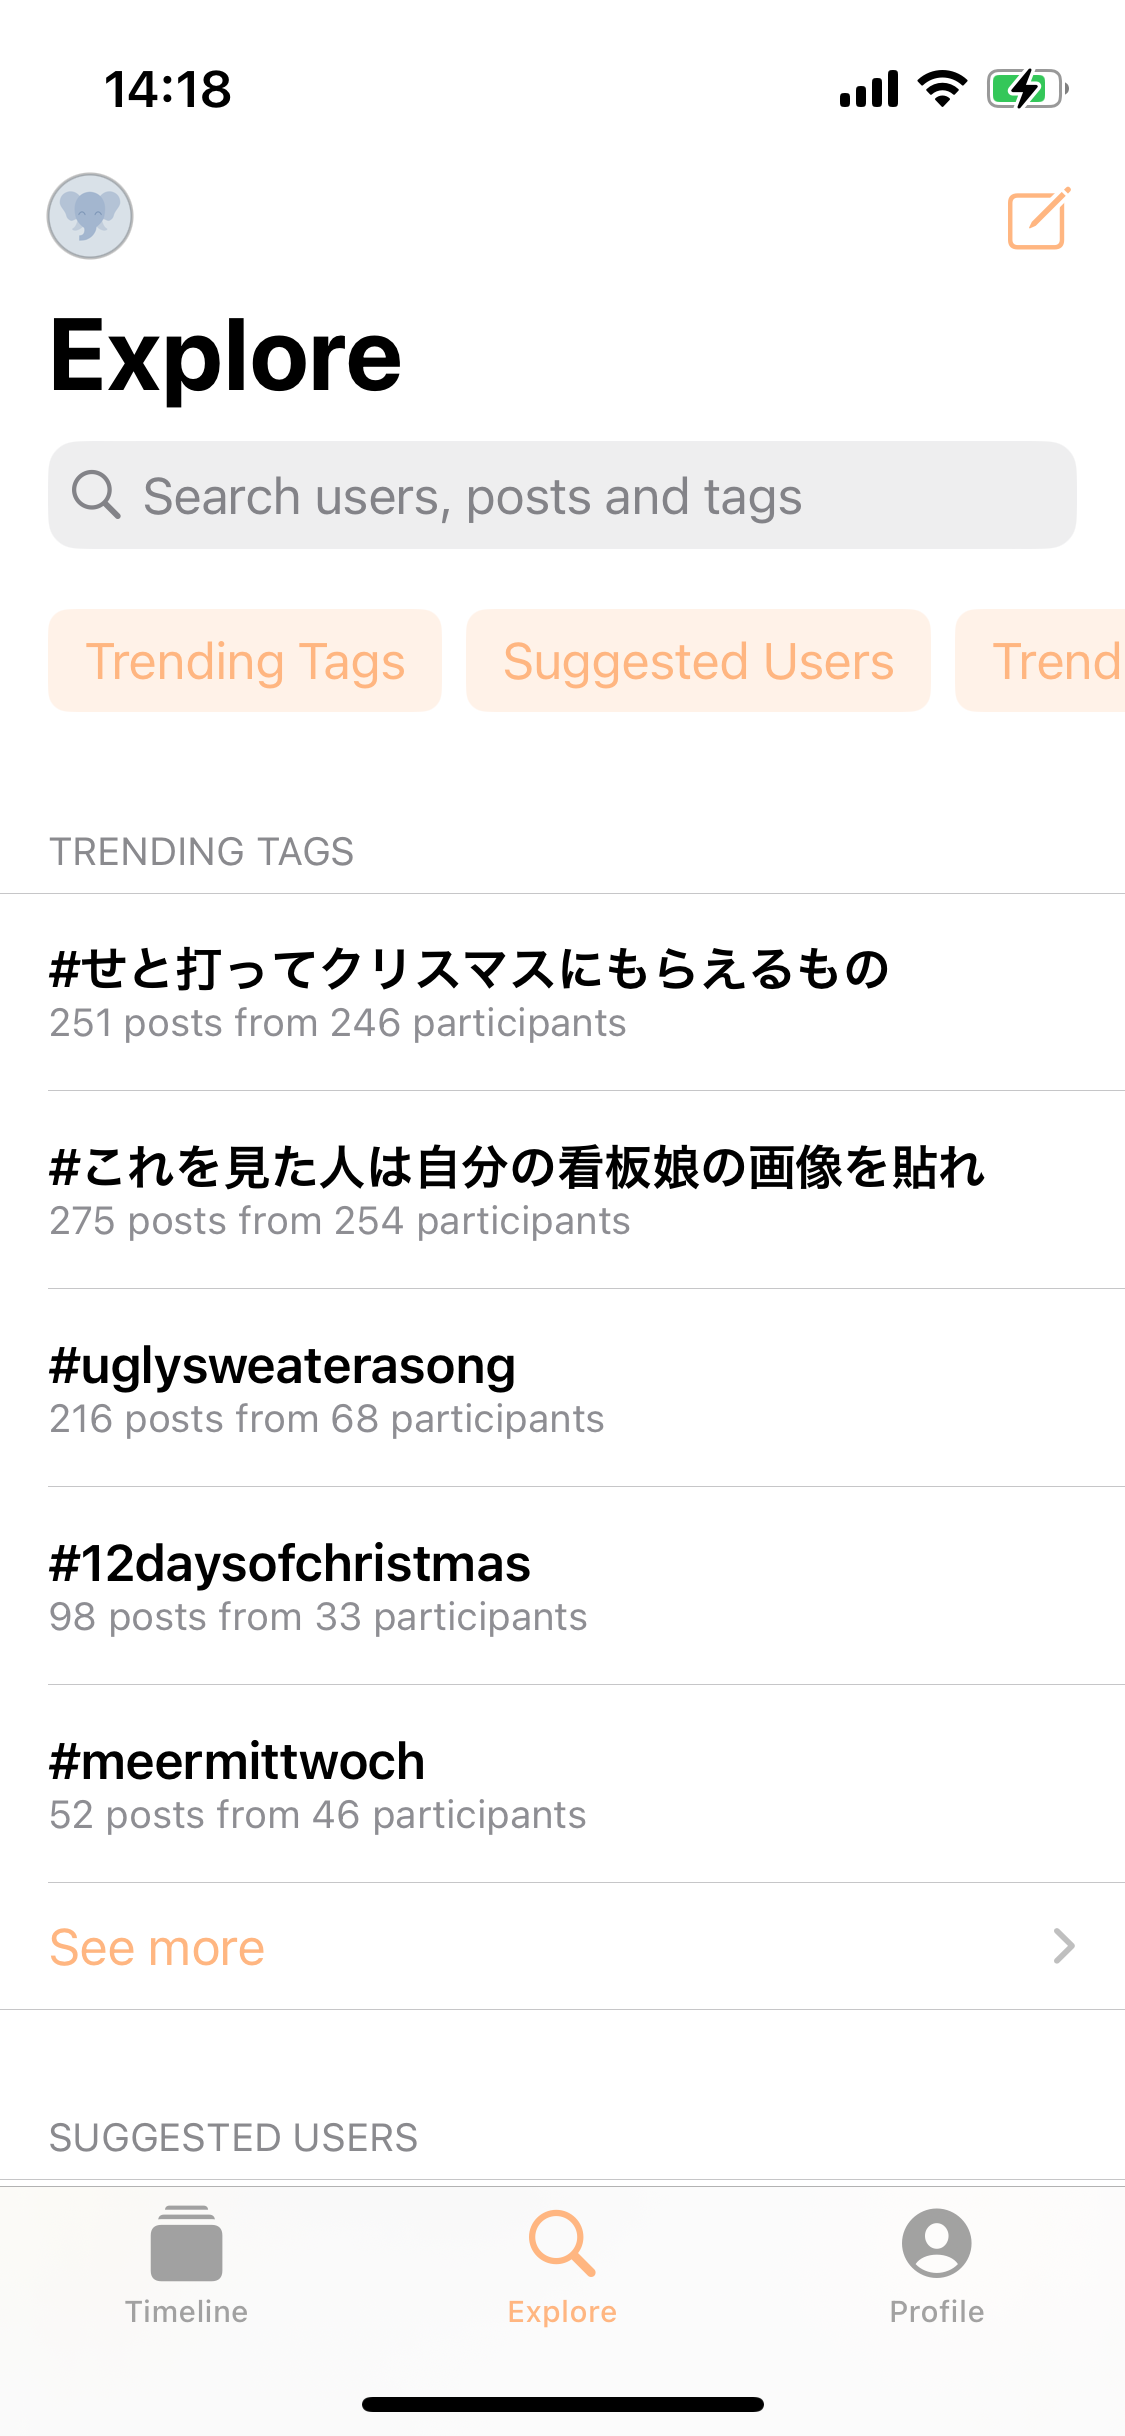 14:18
Explore
Search users, posts and tags
Trending Tags
Suggested Users
Trend
TRENDING TAGS
#せと打ってクリスマスにもらえるもの
251 posts from 246 participants
#これを見た人は自分の看板娘の画像を貼れ
275 posts from 254 participants
#uglysweaterasong
216 posts from 68 participants
#12daysofchristmas
98 posts from 33 participants
#meermittwoch
52 posts from 46 participants
See more
SUGGESTED USERS
Timeline
Explore
Profile